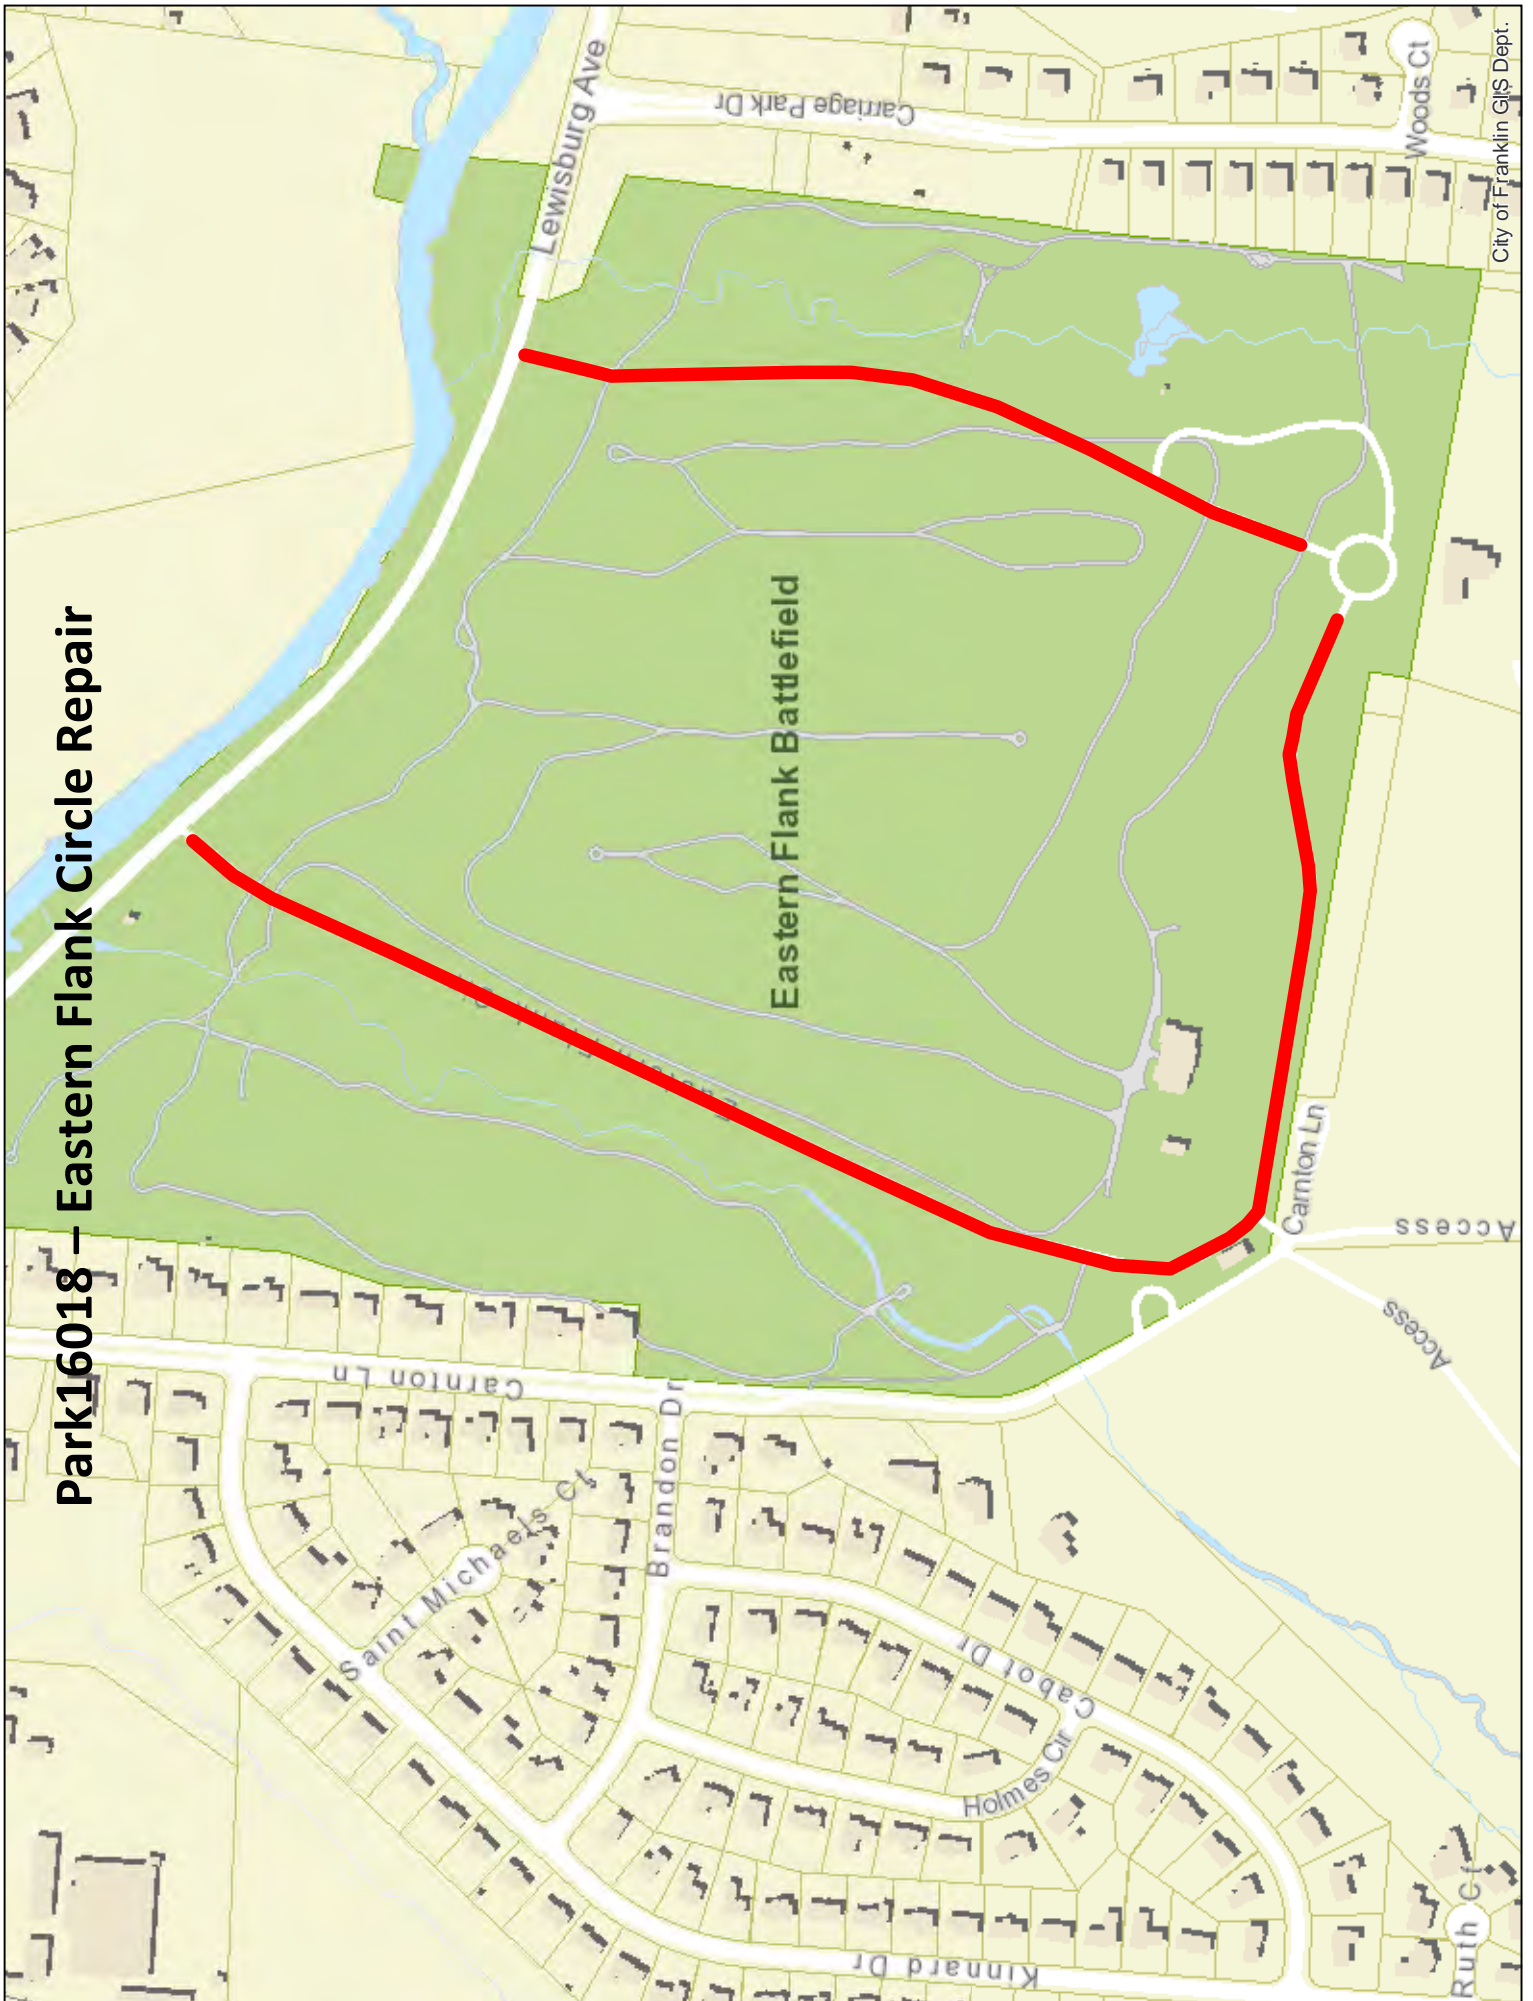 Park16018 – Eastern Flank Circle Repair
Lewisburg Ave
Carriage Park Dr
Woods Ct
City of Franklin GIS Dept.
Eastern Flank Battlefield
Carnton Ln
Access
Access
Carnton Ln
Brandon Dr
Saint Michaels Ct
Cabot Dr
Holmes Cir
Kinnard Dr
Ruth Ct